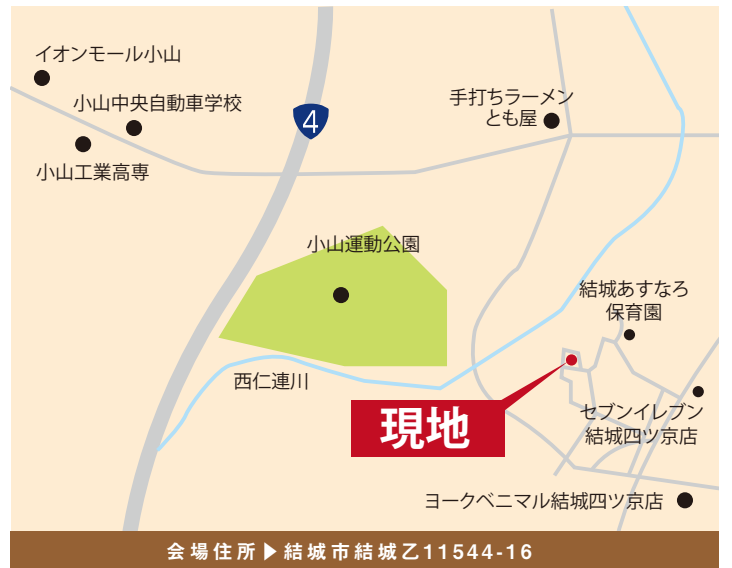 イオンモール小山
小山中央自動車学校
小山工業高専
4
手打ちラーメン
とも屋
小山運動公園
結城あすなろ
保育園
西仁連川
現地
セブンイレブン
結城四ツ京店
ヨークベニマル結城四ツ京店
会場住所▶結城市結城乙11544-16